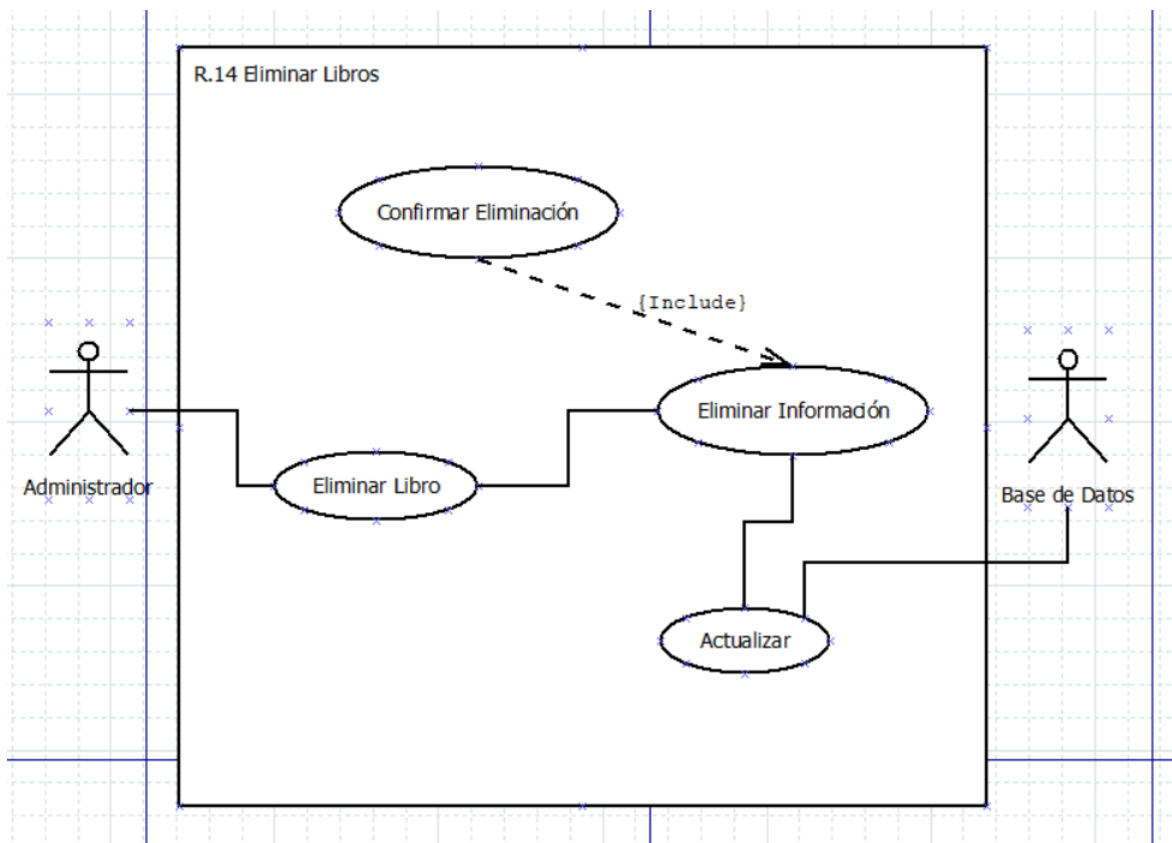 R.14 Eliminar Libros
Confirmar Eliminación
{Include}
Eliminar Información
Eliminar Libro
Administrador
Base de Datos
Actualizar